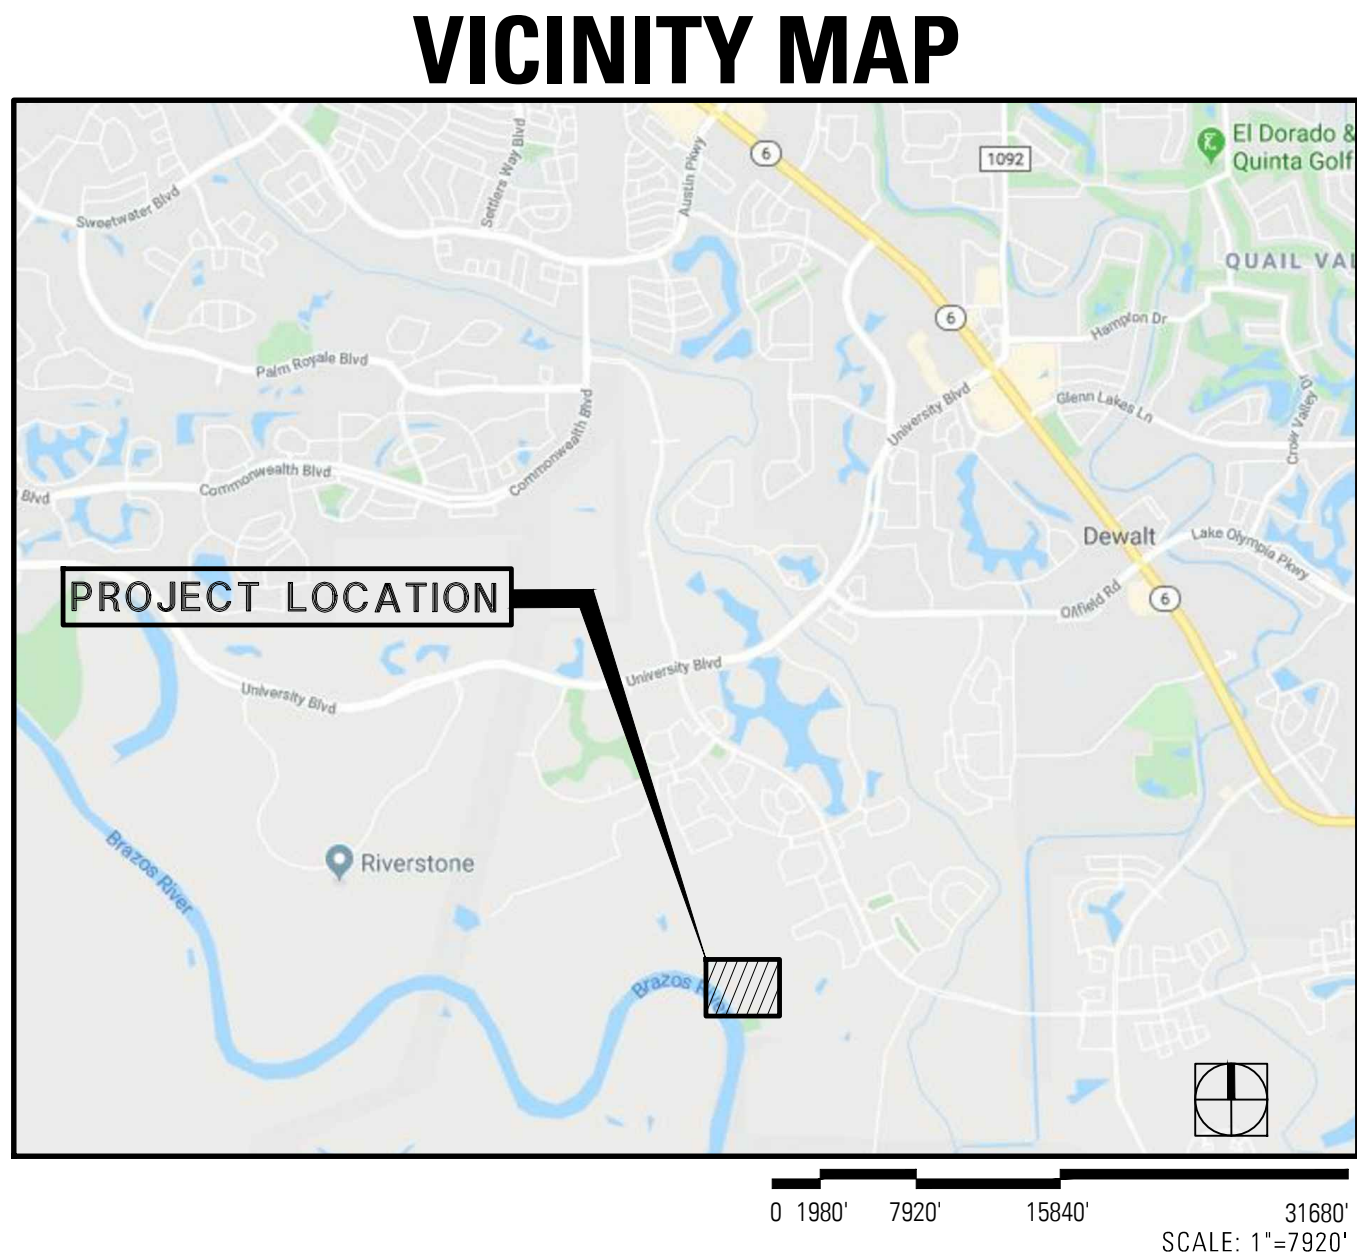 VICINITY MAP
6
1092
El Dorado &
Quinta Golf
Settlers Way Blvd
Austin Pkwy
Sweetwater Blvd
QUAIL VAL
6
Hampton Dr
Palm Royale Blvd
University Blvd
Glenn Lakes Ln
Commonwealth Blvd
Crow Valley Dr
Commonwealth Blvd
Blvd
Dewalt
Lake Olympia Pkwy
PROJECT LOCATION
Oilfield Rd
6
University Blvd
University Blvd
Brazos River
Riverstone
Brazos
0 1980' 7920' 15840' 31680'
SCALE: 1"=7920'